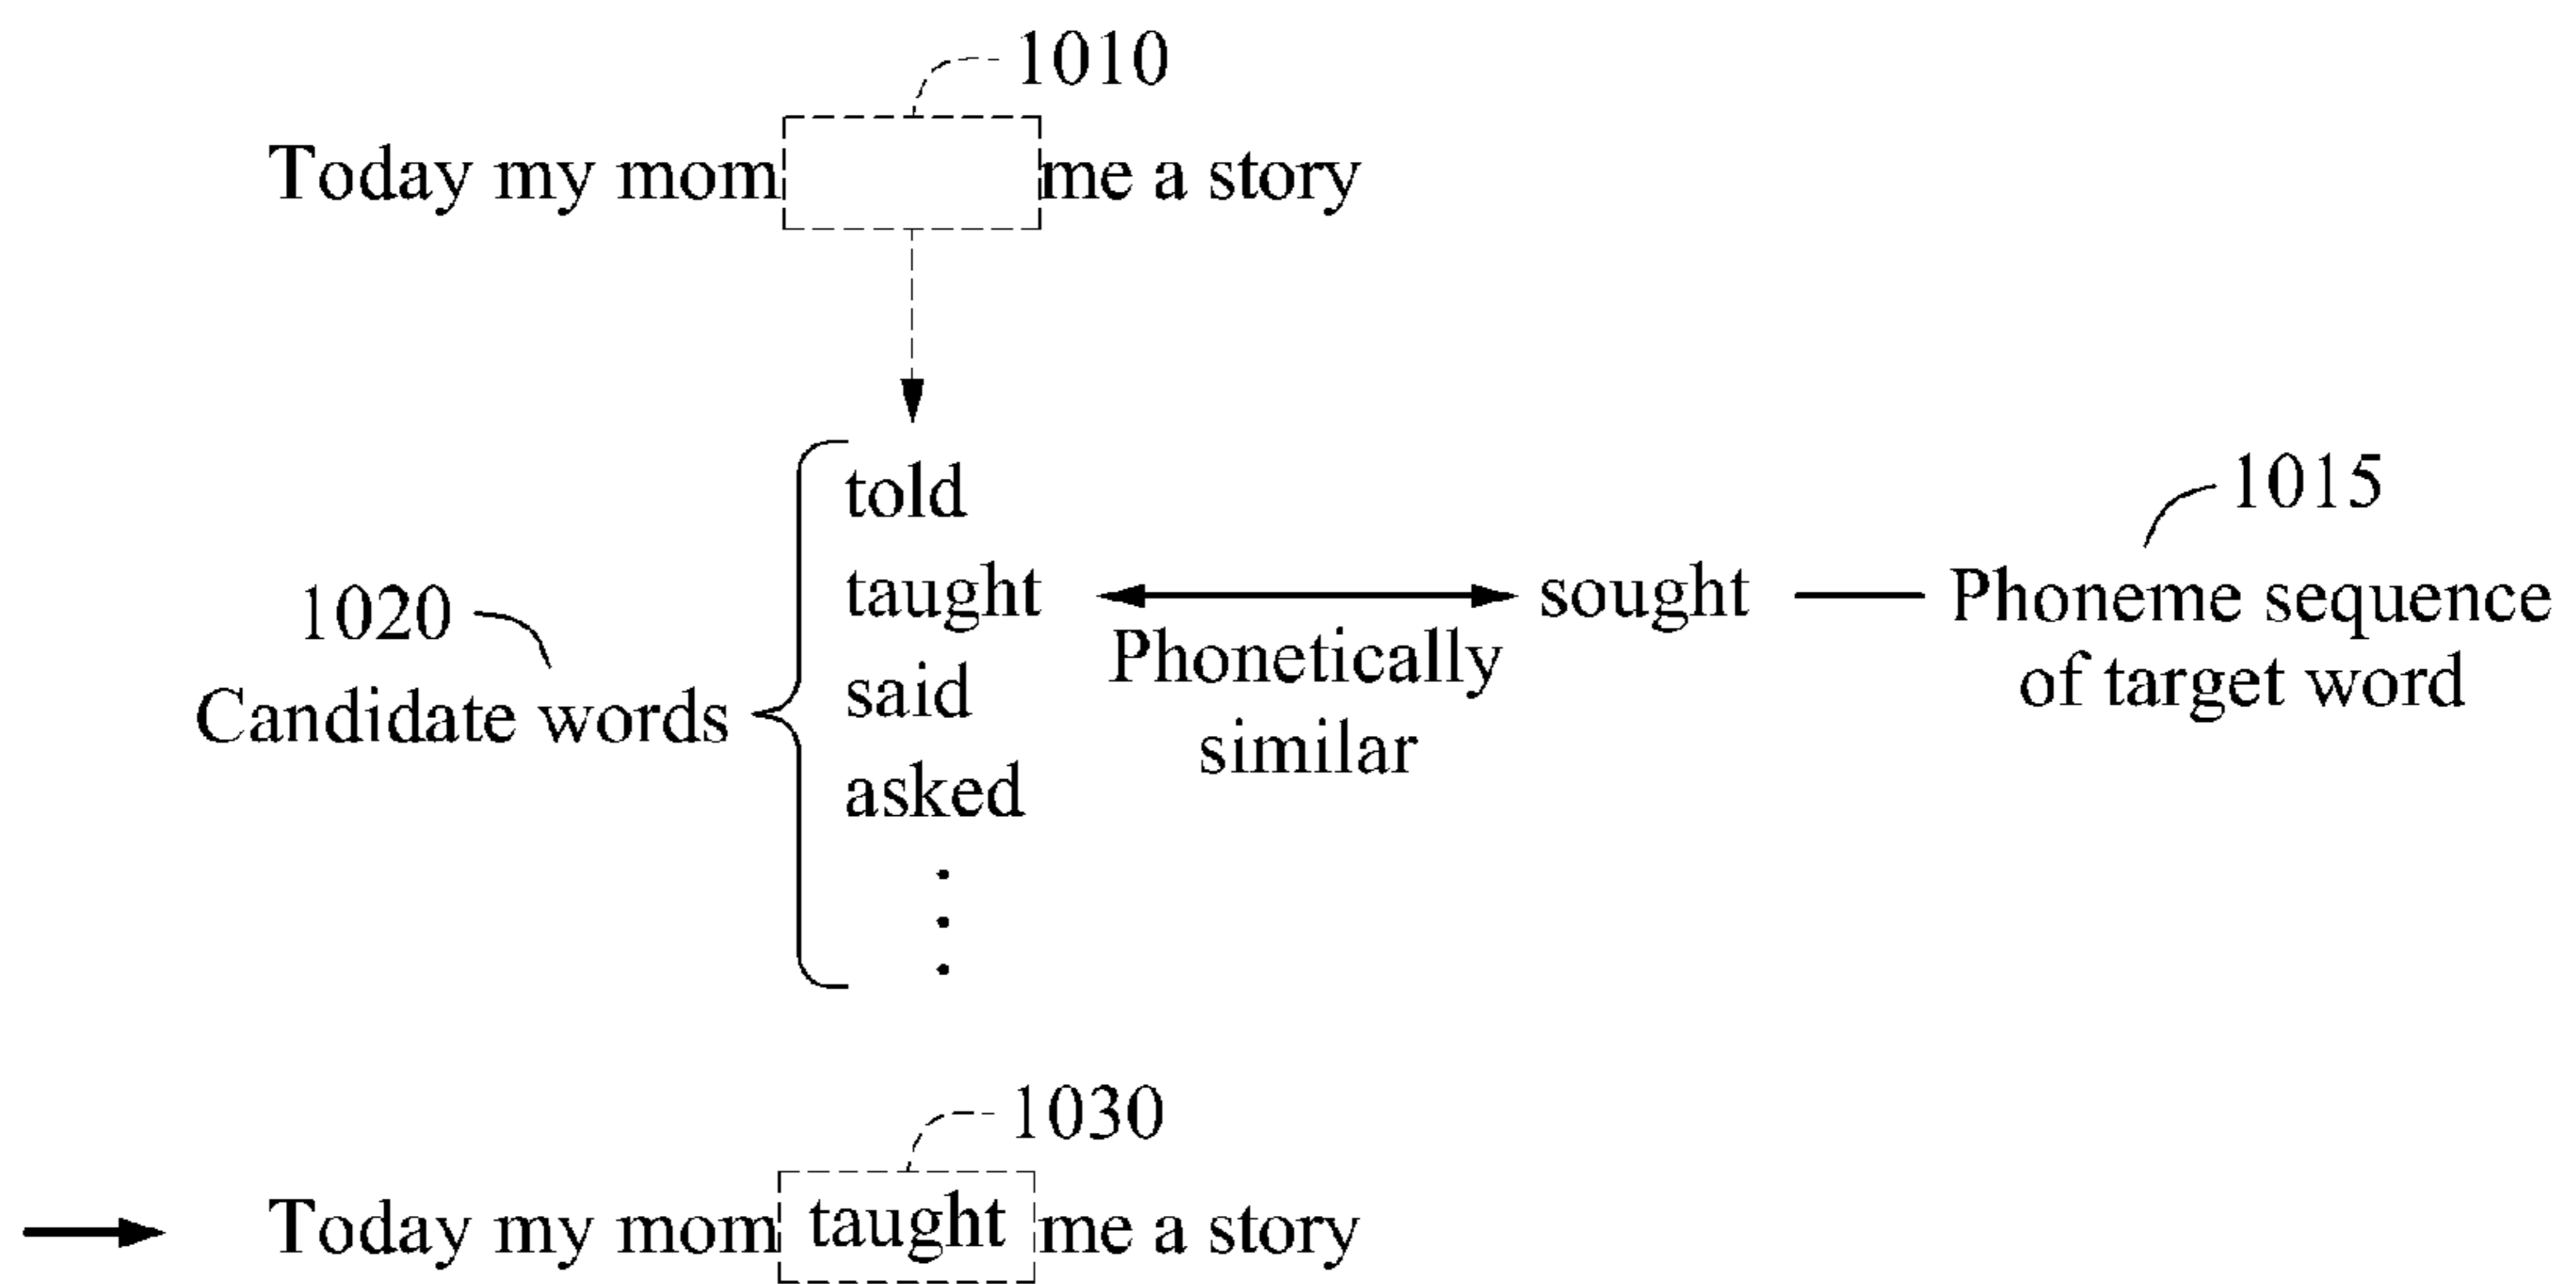 1010
Today my mom me a story
told
1015
taught
sought
Phoneme sequence
of target word
1020
Phonetically
similar
said
Candidate words
asked
1030
Today my mom taught me a story